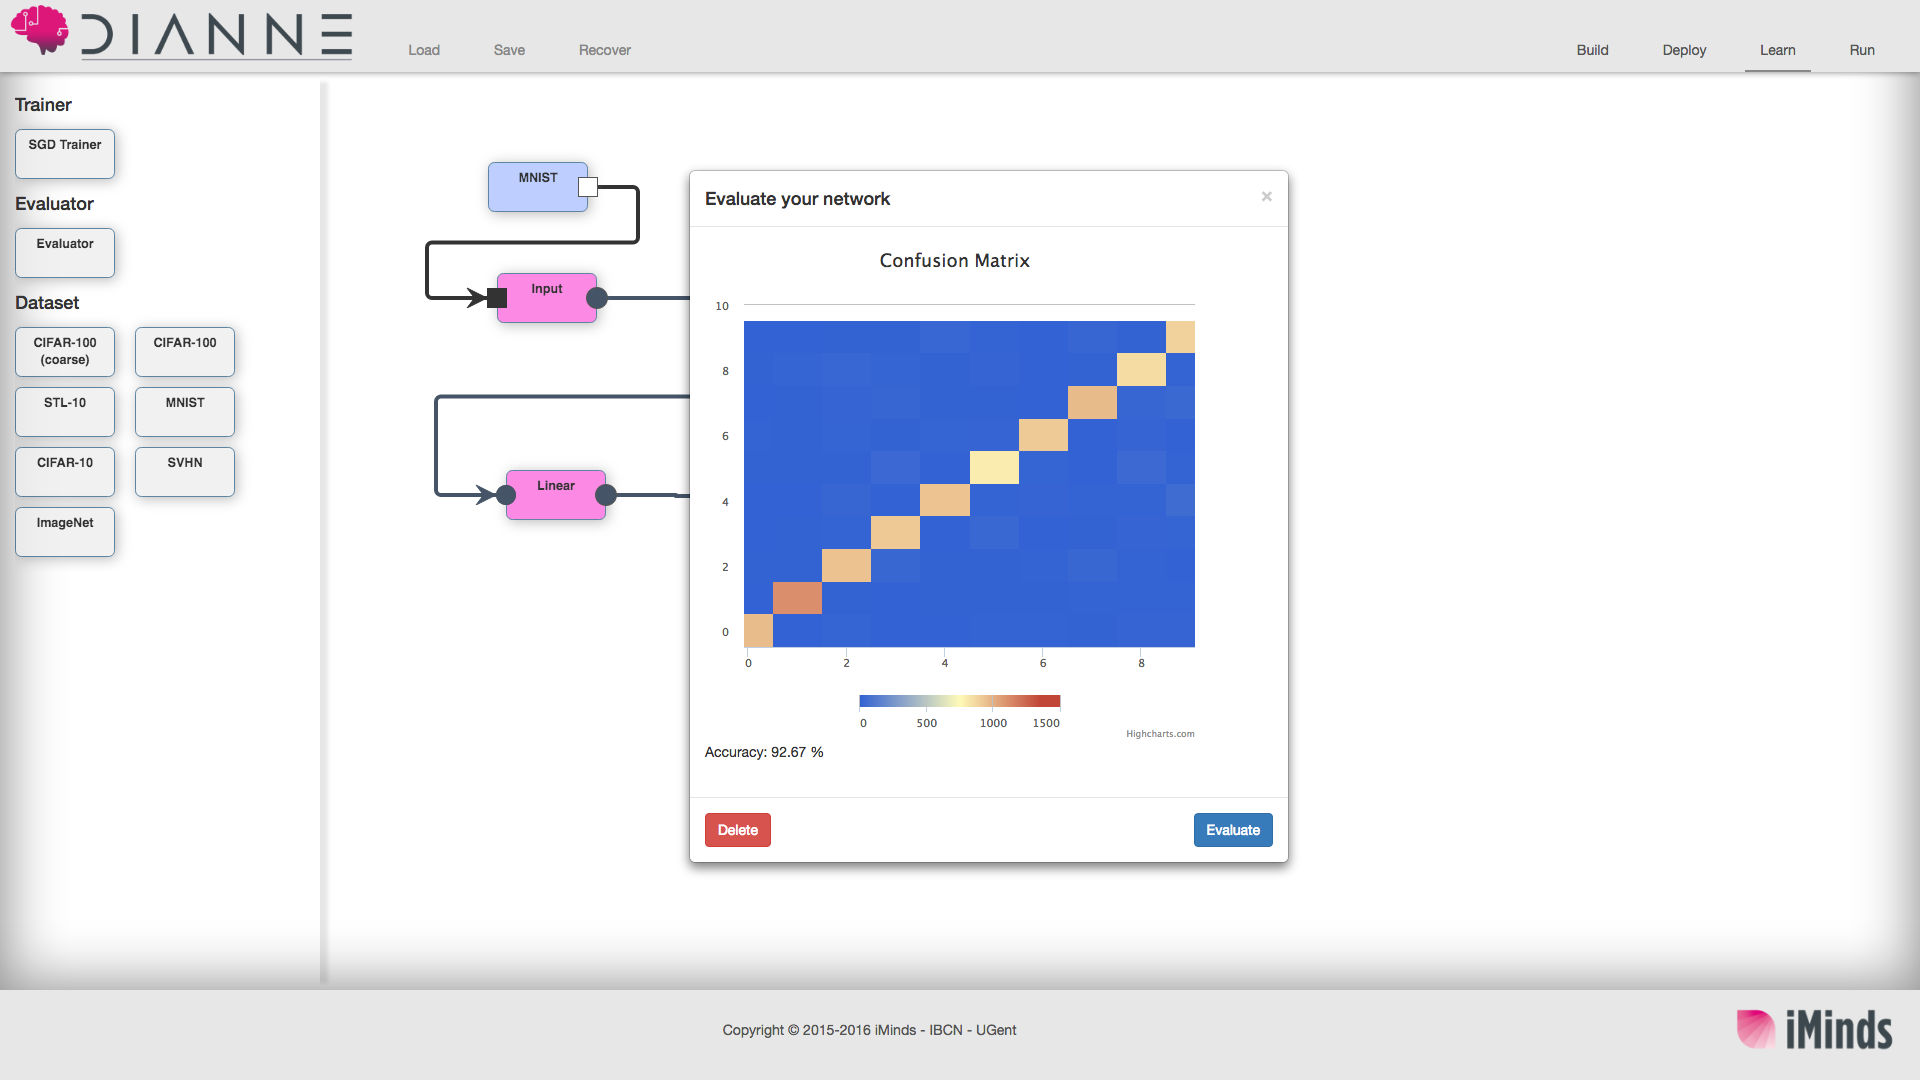 DIANNE
Load Save Recover
Build Deploy Learn Run
Trainer
SGD Trainer
Evaluator
Evaluator
Dataset
CIFAR-100
(coarse)
CIFAR-100
STL-10
MNIST
CIFAR-10
SVHN
ImageNet
MNIST
Input
Linear
Evaluate your network
×
Confusion Matrix
10
8
6
4
2
0
0 2 4 6 8
0 500 1000 1500
Highcharts.com
Accuracy: 92.67 %
Delete
Evaluate
Copyright © 2015-2016 iMinds - IBCN - UGent
iMinds